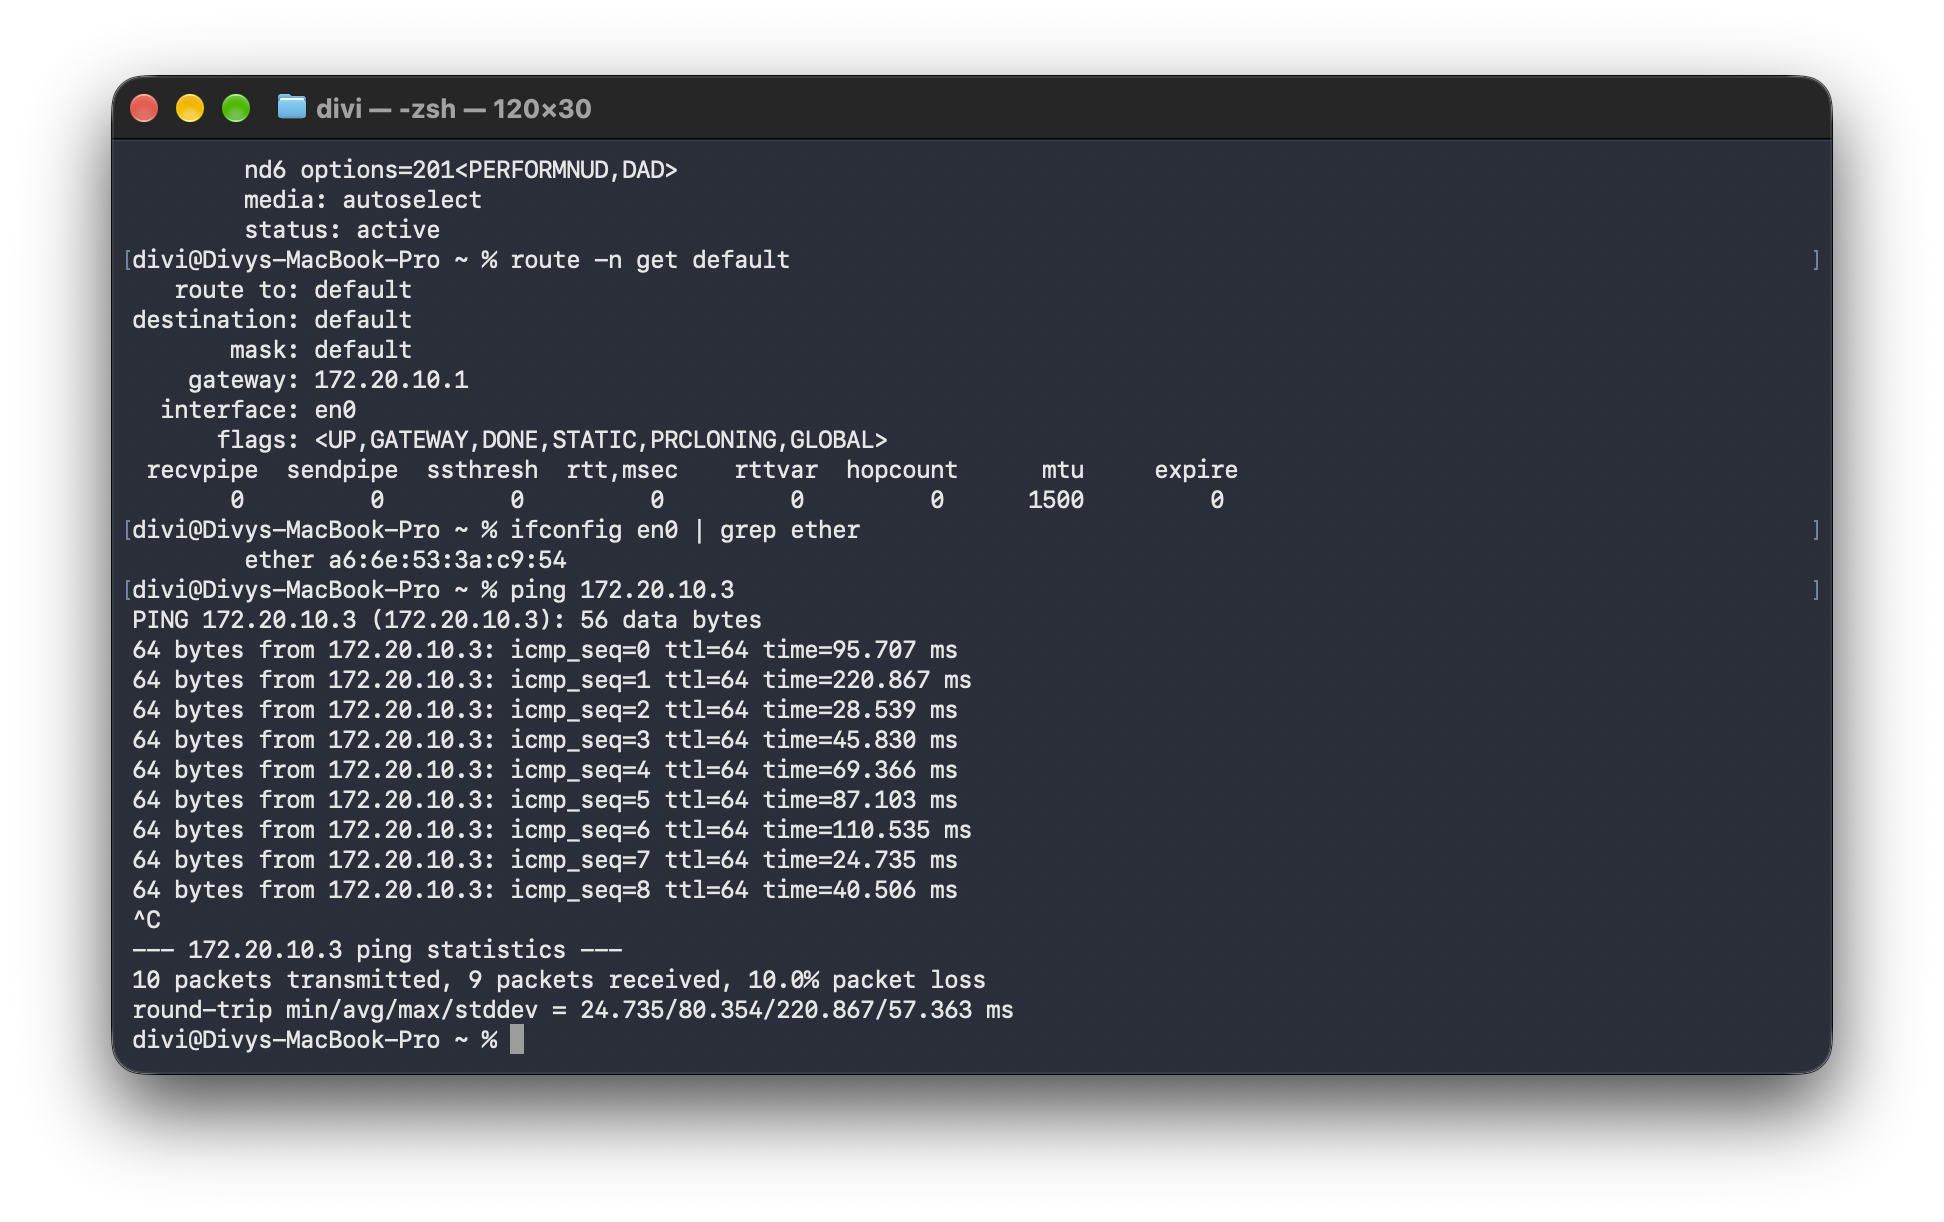 divi — -zsh — 120×30
nd6 options=201<PERFORMNUD,DAD>
media: autoselect
status: active
[divi@Divys-MacBook-Pro ~ % route -n get default ]
route to: default
destination: default
mask: default
gateway: 172.20.10.1
interface: en0
flags: <UP,GATEWAY,DONE,STATIC,PRCLONING,GLOBAL>
recvpipe sendpipe ssthresh rtt,msec rttvar hopcount mtu expire
0 0 0 0 0 0 1500 0
[divi@Divys-MacBook-Pro ~ % ifconfig en0 | grep ether ]
ether a6:6e:53:3a:c9:54
[divi@Divys-MacBook-Pro ~ % ping 172.20.10.3 ]
PING 172.20.10.3 (172.20.10.3): 56 data bytes
64 bytes from 172.20.10.3: icmp_seq=0 ttl=64 time=95.707 ms
64 bytes from 172.20.10.3: icmp_seq=1 ttl=64 time=220.867 ms
64 bytes from 172.20.10.3: icmp_seq=2 ttl=64 time=28.539 ms
64 bytes from 172.20.10.3: icmp_seq=3 ttl=64 time=45.830 ms
64 bytes from 172.20.10.3: icmp_seq=4 ttl=64 time=69.366 ms
64 bytes from 172.20.10.3: icmp_seq=5 ttl=64 time=87.103 ms
64 bytes from 172.20.10.3: icmp_seq=6 ttl=64 time=110.535 ms
64 bytes from 172.20.10.3: icmp_seq=7 ttl=64 time=24.735 ms
64 bytes from 172.20.10.3: icmp_seq=8 ttl=64 time=40.506 ms
^C
--- 172.20.10.3 ping statistics ---
10 packets transmitted, 9 packets received, 10.0% packet loss
round-trip min/avg/max/stddev = 24.735/80.354/220.867/57.363 ms
divi@Divys-MacBook-Pro ~ %